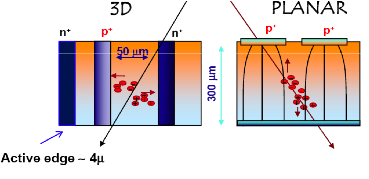 3D
PLANAR
n⁺ p⁺ n⁺
p⁺ p⁺
50 μm
300 μm
Active edge ~ 4μ